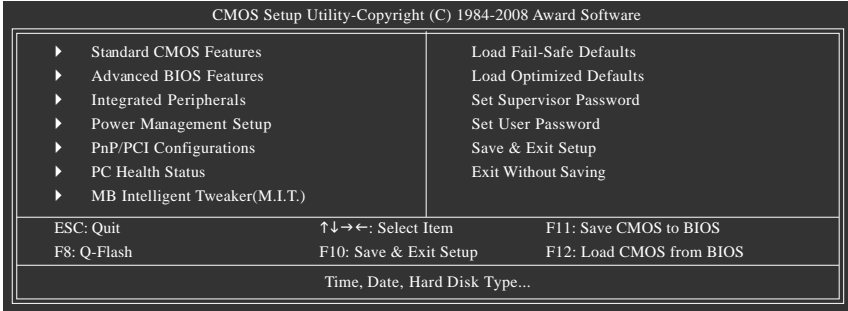 CMOS Setup Utility-Copyright (C) 1984-2008 Award Software
Standard CMOS Features
Advanced BIOS Features
Integrated Peripherals
Power Management Setup
PnP/PCI Configurations
PC Health Status
MB Intelligent Tweaker(M.I.T.)
Load Fail-Safe Defaults
Load Optimized Defaults
Set Supervisor Password
Set User Password
Save & Exit Setup
Exit Without Saving
ESC: Quit ↑↓→←: Select Item F11: Save CMOS to BIOS
F8: Q-Flash F10: Save & Exit Setup F12: Load CMOS from BIOS
Time, Date, Hard Disk Type...